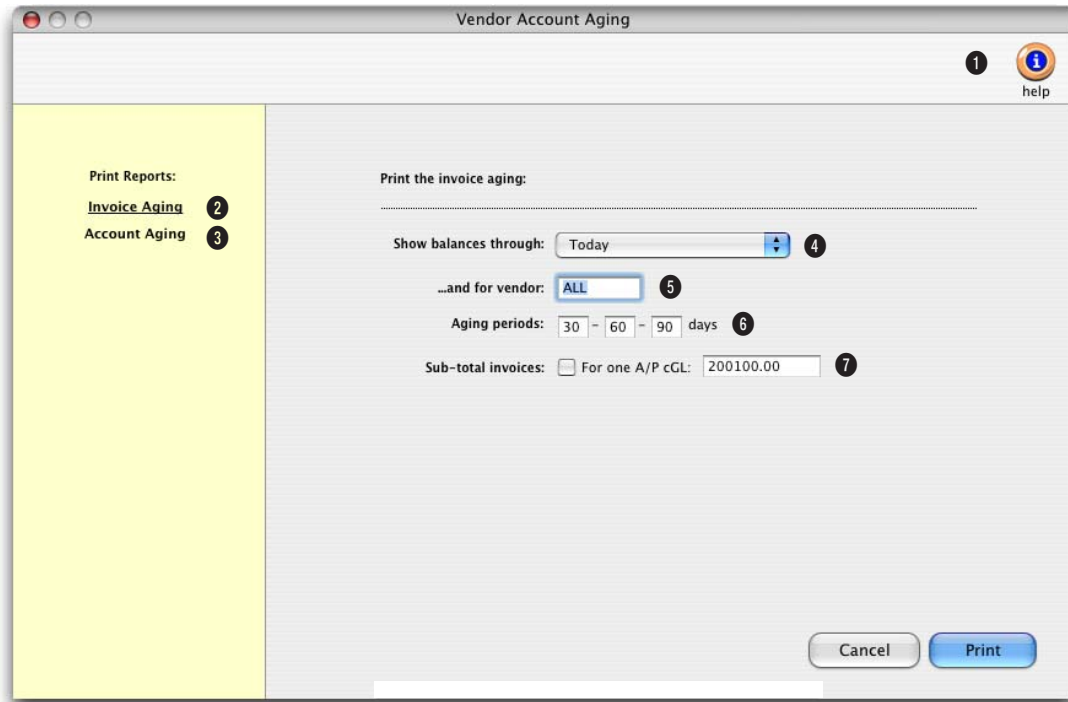 Vendor Account Aging
1
help
Print Reports:
Invoice Aging 2
Account Aging 3
Print the invoice aging:
Show balances through: Today 4
...and for vendor: ALL 5
Aging periods: 30 - 60 - 90 days 6
Sub-total invoices: For one A/P cGL: 200100.00 7
Cancel Print